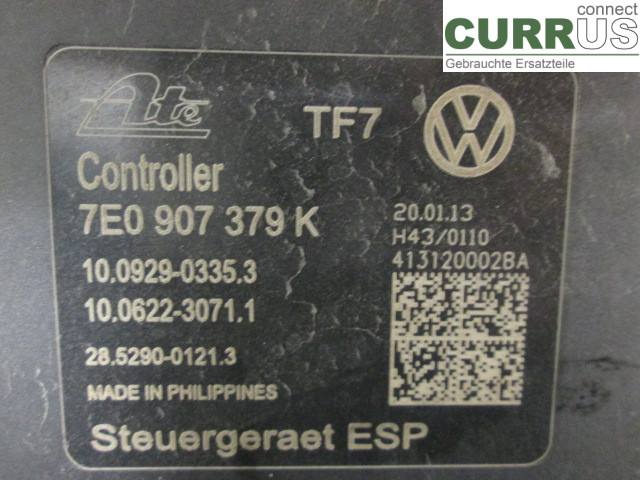 connect
CURRUS
Gebrauchte Ersatzteile
Ate
TF7
VW
Controller
7E0 907 379 K
20.01.13
H43/0110
413120002BA
10.0929-0335.3
10.0622-3071.1
28.5290-0121.3
MADE IN PHILIPPINES
Steuergeraet ESP